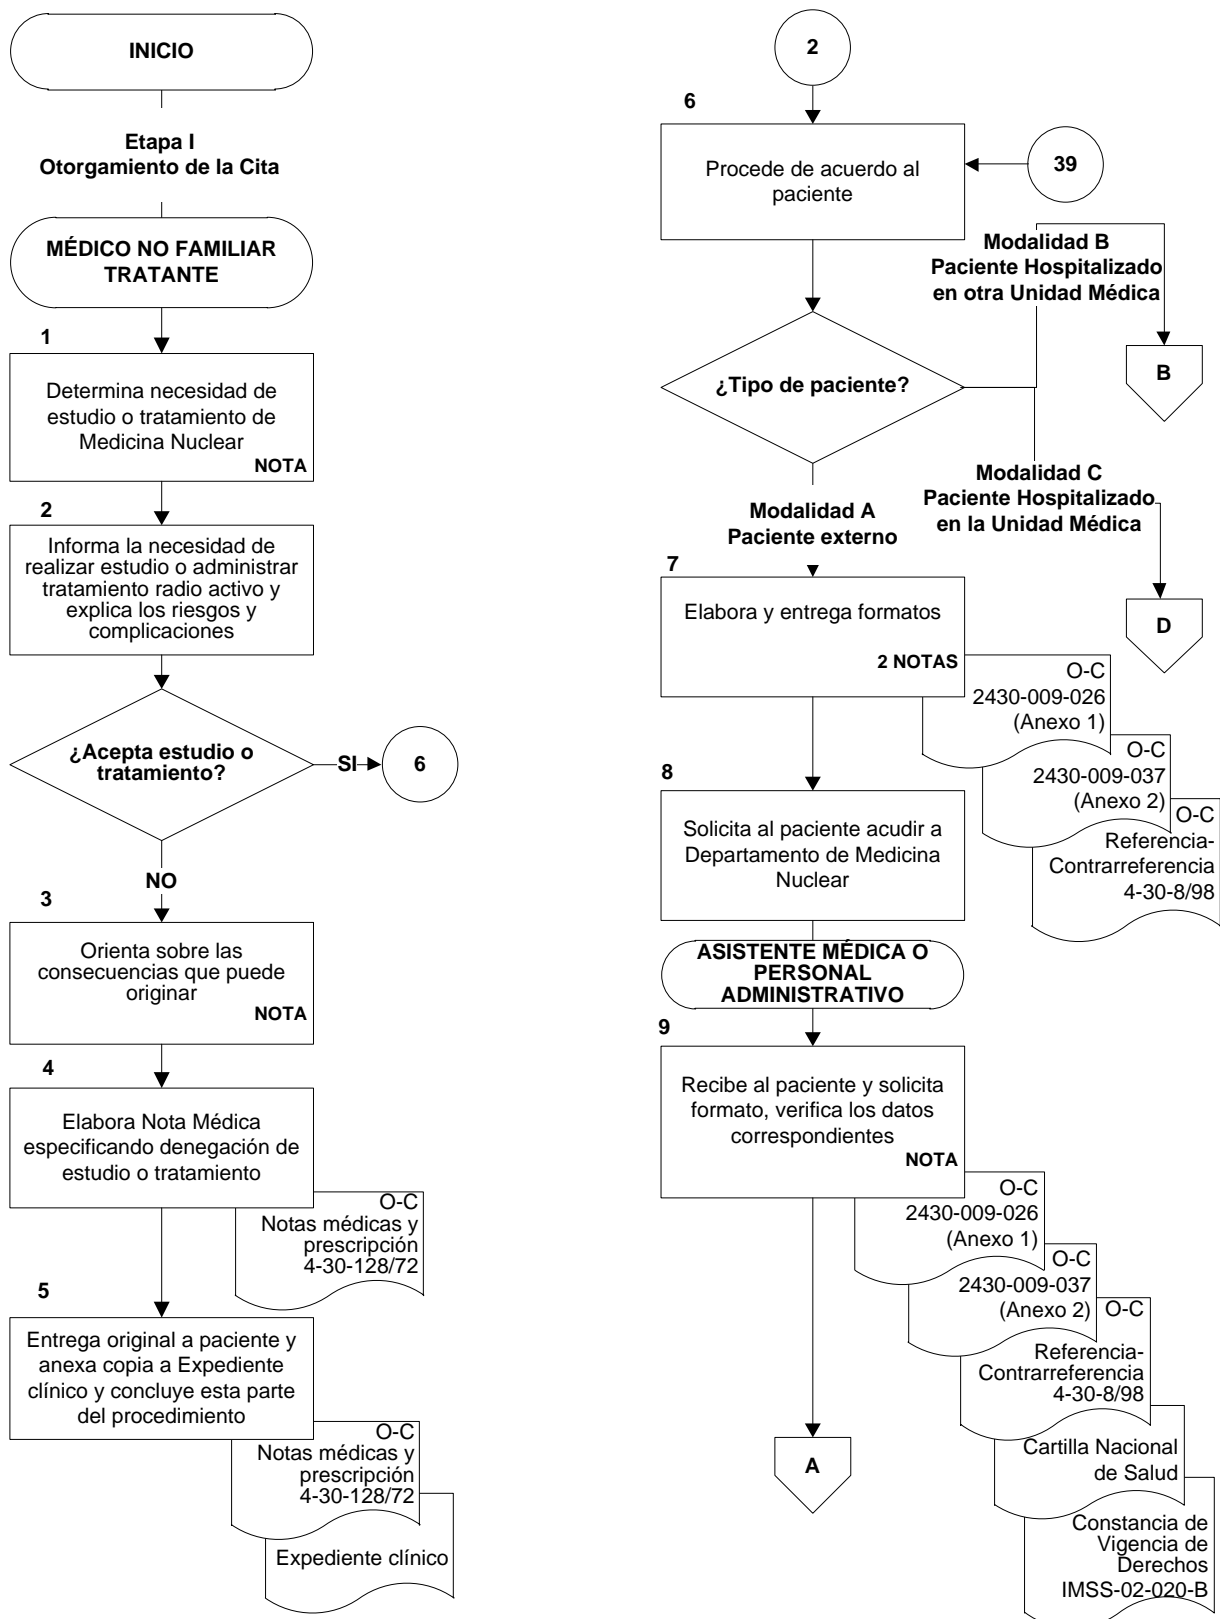 INICIO
Etapa I
Otorgamiento de la Cita
MÉDICO NO FAMILIAR
TRATANTE
1
Determina necesidad de
estudio o tratamiento de
Medicina Nuclear
NOTA
2
Informa la necesidad de
realizar estudio o administrar
tratamiento radio activo y
explica los riesgos y
complicaciones
¿Acepta estudio o
tratamiento?
SI
6
NO
3
Orienta sobre las
consecuencias que puede
originar
NOTA
4
Elabora Nota Médica
especificando denegación de
estudio o tratamiento
O-C
Notas médicas y
prescripción
4-30-128/72
5
Entrega original a paciente y
anexa copia a Expediente
clínico y concluye esta parte
del procedimiento
O-C
Notas médicas y
prescripción
4-30-128/72
Expediente clínico
2
6
Procede de acuerdo al
paciente
39
¿Tipo de paciente?
Modalidad B
Paciente Hospitalizado
en otra Unidad Médica
B
Modalidad C
Paciente Hospitalizado
en la Unidad Médica
D
Modalidad A
Paciente externo
7
Elabora y entrega formatos
2 NOTAS
O-C
2430-009-026
(Anexo 1)
O-C
2430-009-037
(Anexo 2)
O-C
Referencia-
Contrarreferencia
4-30-8/98
8
Solicita al paciente acudir a
Departamento de Medicina
Nuclear
ASISTENTE MÉDICA O
PERSONAL
ADMINISTRATIVO
9
Recibe al paciente y solicita
formato, verifica los datos
correspondientes
NOTA
O-C
2430-009-026
(Anexo 1)
O-C
2430-009-037
(Anexo 2)
O-C
Referencia-
Contrarreferencia
4-30-8/98
Cartilla Nacional
de Salud
Constancia de
Vigencia de
Derechos
IMSS-02-020-B
A